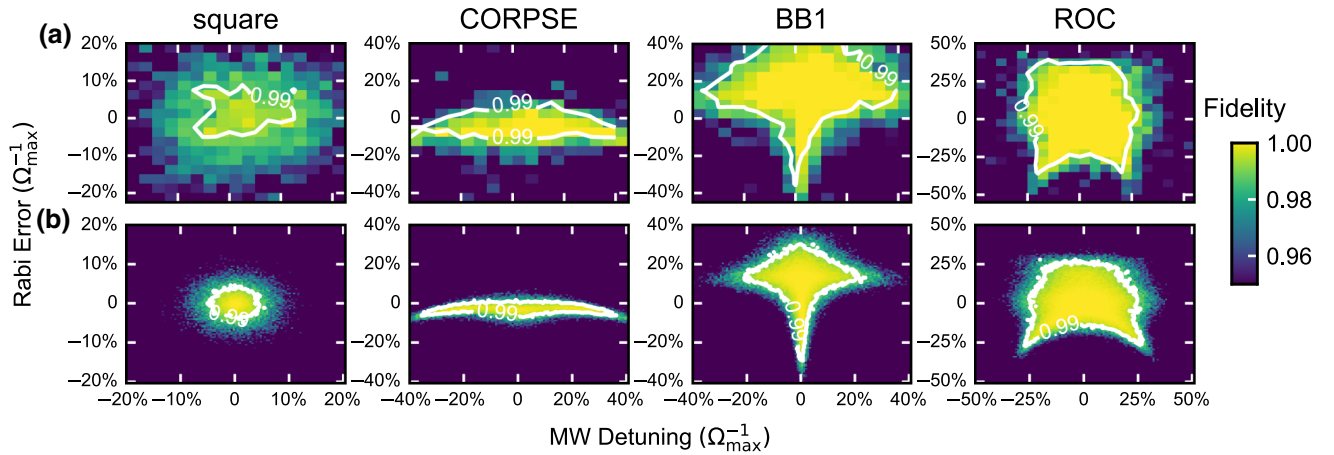 square CORPSE BB1 ROC
(a)
20% 10% 0 −10% −20%
40% 20% 0 −20% −40%
40% 20% 0 −20% −40%
50% 25% 0 −25% −50%
0.99
0.99
0.99
0.99
0.99
Fidelity
1.00
0.98
0.96
Rabi Error (Ω⁻¹max)
(b)
20% 10% 0 −10% 20%
40% 20% 0 −20% 40%
40% 20% 0 −20% 40%
50% 25% 0 −25% 50%
0.99
0.99
0.99
0.99
−20% −10% 0 10% 20%
−40% −20% 0 20% 40%
−40% −20% 0 20% 40%
−50% −25% 0 25% 50%
MW Detuning (Ω⁻¹max)